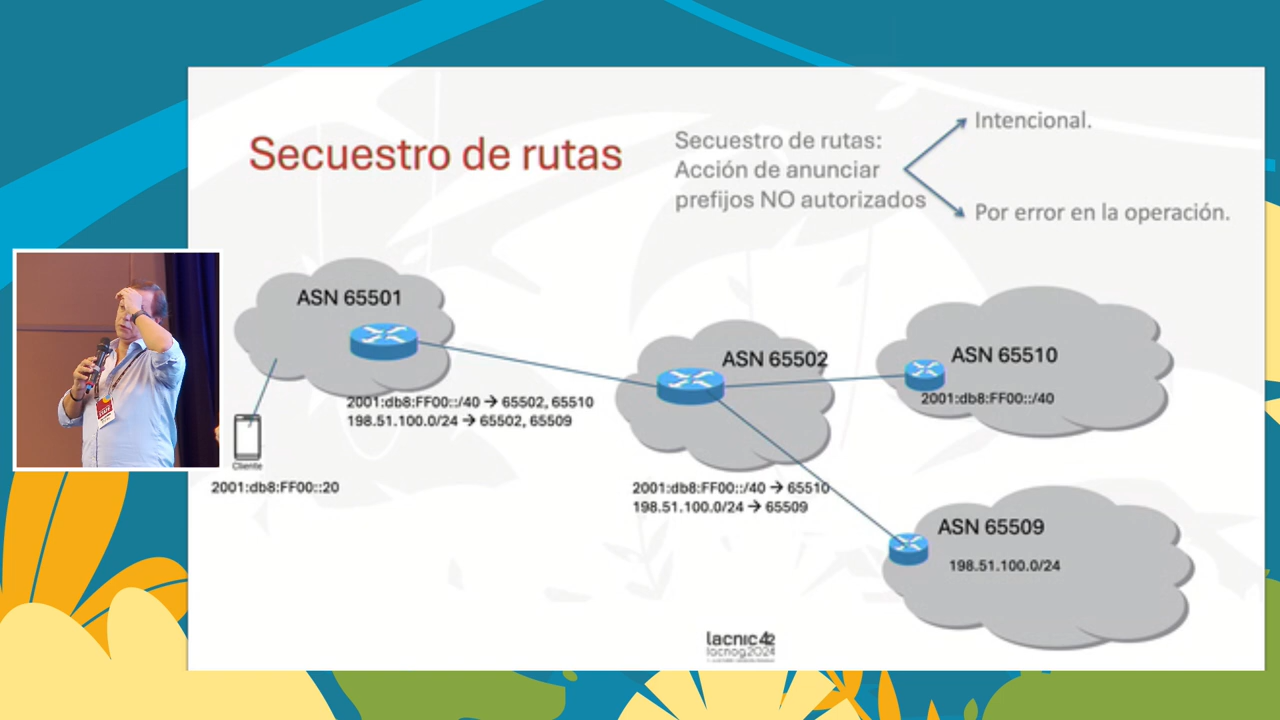 Secuestro de rutas
Secuestro de rutas:
Acción de anunciar
prefijos NO autorizados
Intencional.
Por error en la operación.
ASN 65501
2001:db8:FF00::/40 → 65502, 65510
198.51.100.0/24 → 65502, 65509
Cliente
2001:db8:FF00::20
ASN 65502
2001:db8:FF00::/40 → 65510
198.51.100.0/24 → 65509
ASN 65510
2001:db8:FF00::/40
ASN 65509
198.51.100.0/24
lacnic42
lacnog2024